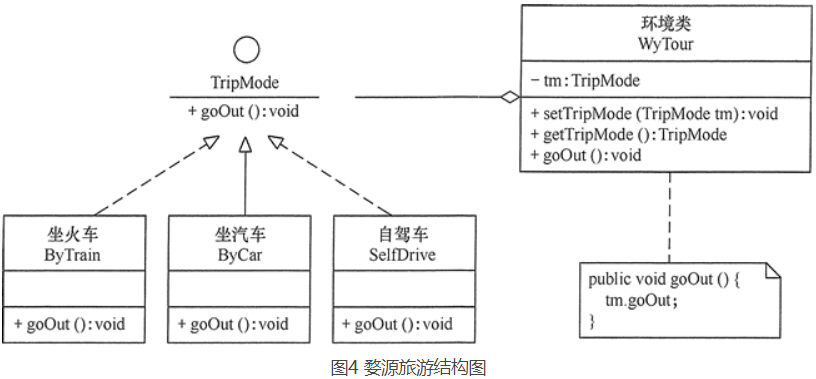 TripMode
+ goOut ():void
环境类
WyTour
− tm:TripMode
+ setTripMode (TripMode tm):void
+ getTripMode ():TripMode
+ goOut ():void
坐火车
ByTrain
+ goOut ():void
坐汽车
ByCar
+ goOut ():void
自驾车
SelfDrive
+ goOut ():void
public void goOut () {
tm.goOut;
}
图4 婺源旅游结构图